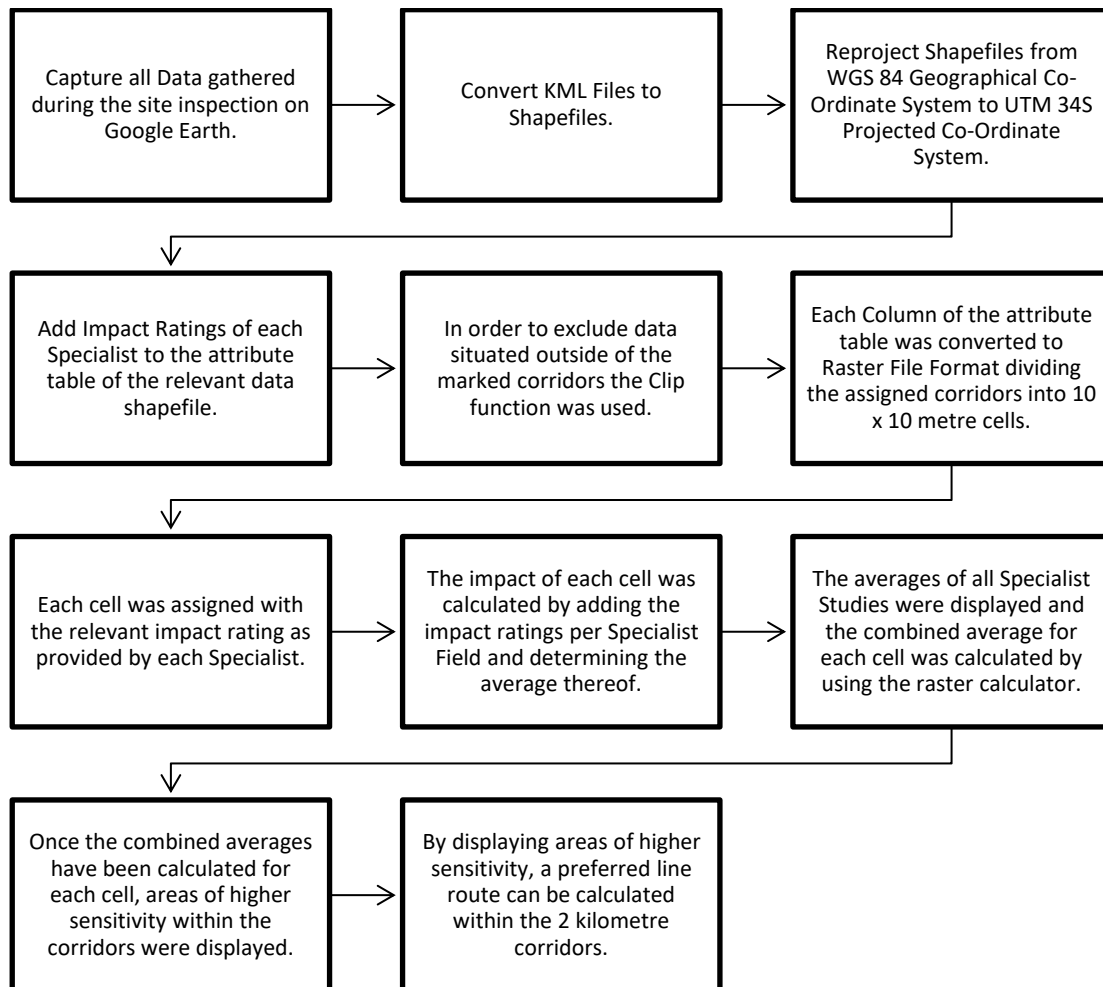 Capture all Data gathered
during the site inspection on
Google Earth.
Convert KML Files to
Shapefiles.
Reproject Shapefiles from
WGS 84 Geographical Co-
Ordinate System to UTM 34S
Projected Co-Ordinate
System.
Add Impact Ratings of each
Specialist to the attribute
table of the relevant data
shapefile.
In order to exclude data
situated outside of the
marked corridors the Clip
function was used.
Each Column of the attribute
table was converted to
Raster File Format dividing
the assigned corridors into 10
x 10 metre cells.
Each cell was assigned with
the relevant impact rating as
provided by each Specialist.
The impact of each cell was
calculated by adding the
impact ratings per Specialist
Field and determining the
average thereof.
The averages of all Specialist
Studies were displayed and
the combined average for
each cell was calculated by
using the raster calculator.
Once the combined averages
have been calculated for
each cell, areas of higher
sensitivity within the
corridors were displayed.
By displaying areas of higher
sensitivity, a preferred line
route can be calculated
within the 2 kilometre
corridors.